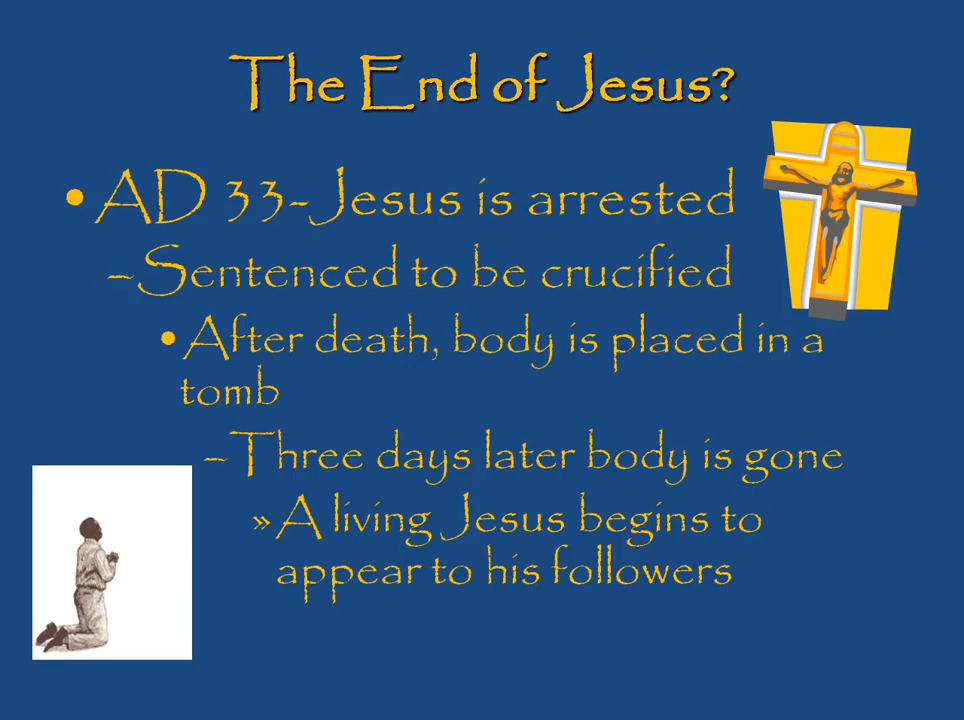 The End of Jesus?
• AD 33-Jesus is arrested
– Sentenced to be crucified
• After death, body is placed in a
tomb
– Three days later body is gone
» A living Jesus begins to
appear to his followers